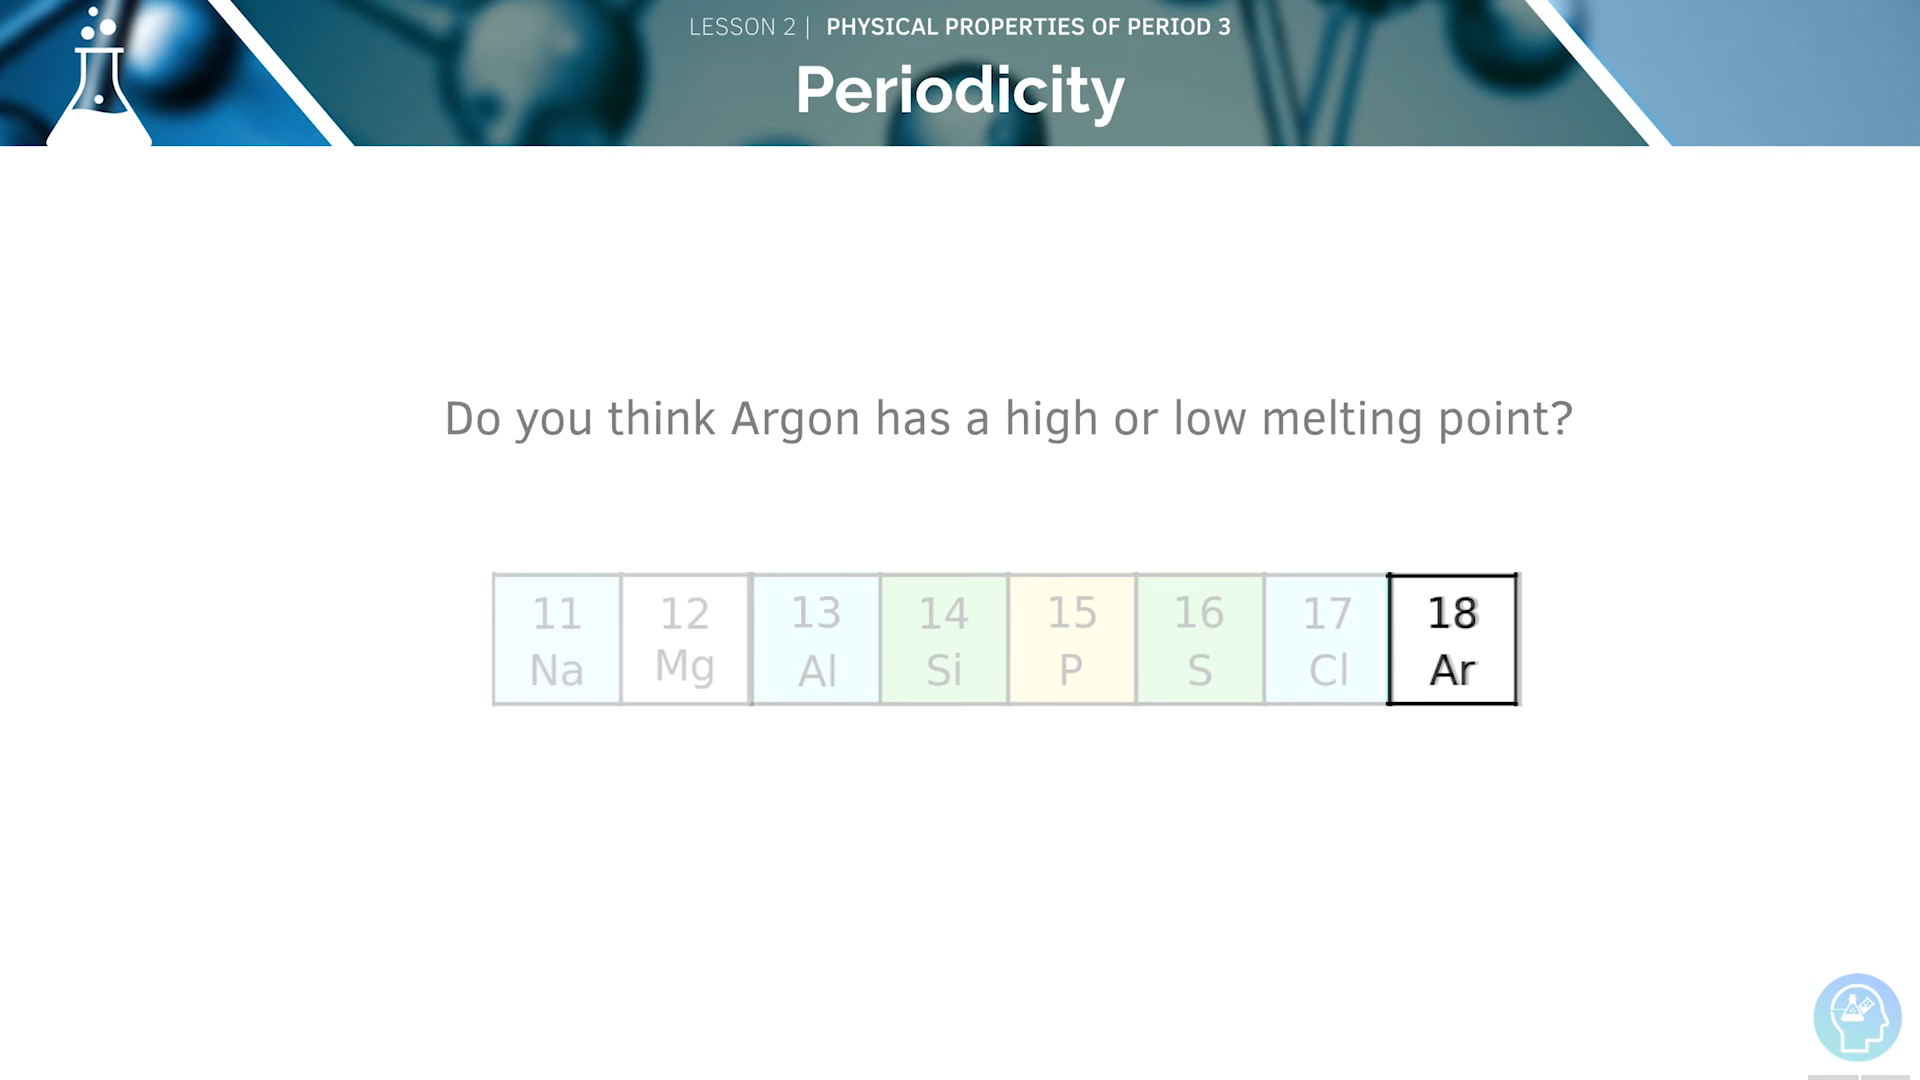 LESSON 2 | PHYSICAL PROPERTIES OF PERIOD 3
Periodicity
Do you think Argon has a high or low melting point?
11 12 13 14 15 16 17 18
Na Mg Al Si P S Cl Ar